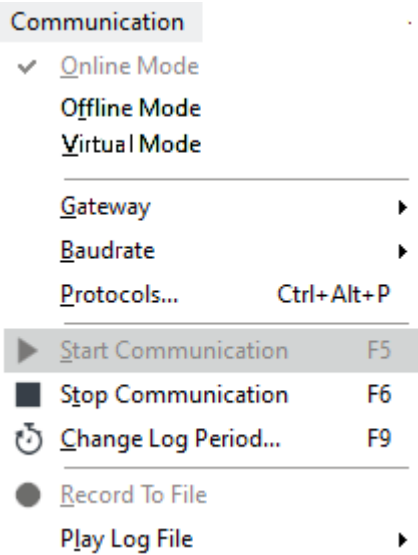 Communication
Online Mode
Offline Mode
Virtual Mode
Gateway
Baudrate
Protocols... Ctrl+Alt+P
Start Communication F5
Stop Communication F6
Change Log Period... F9
Record To File
Play Log File